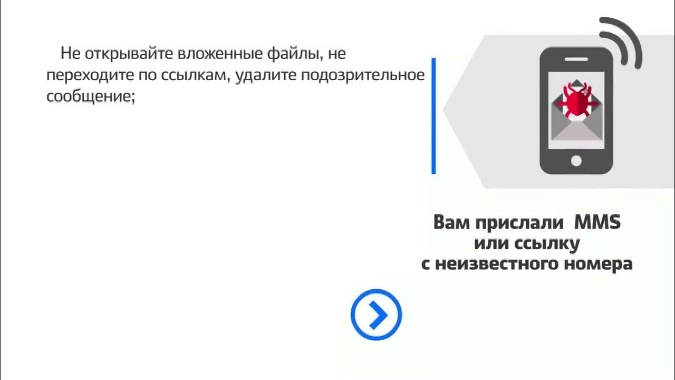 Не открывайте вложенные файлы, не
переходите по ссылкам, удалите подозрительное
сообщение;
Вам прислали MMS
или ссылку
с неизвестного номера